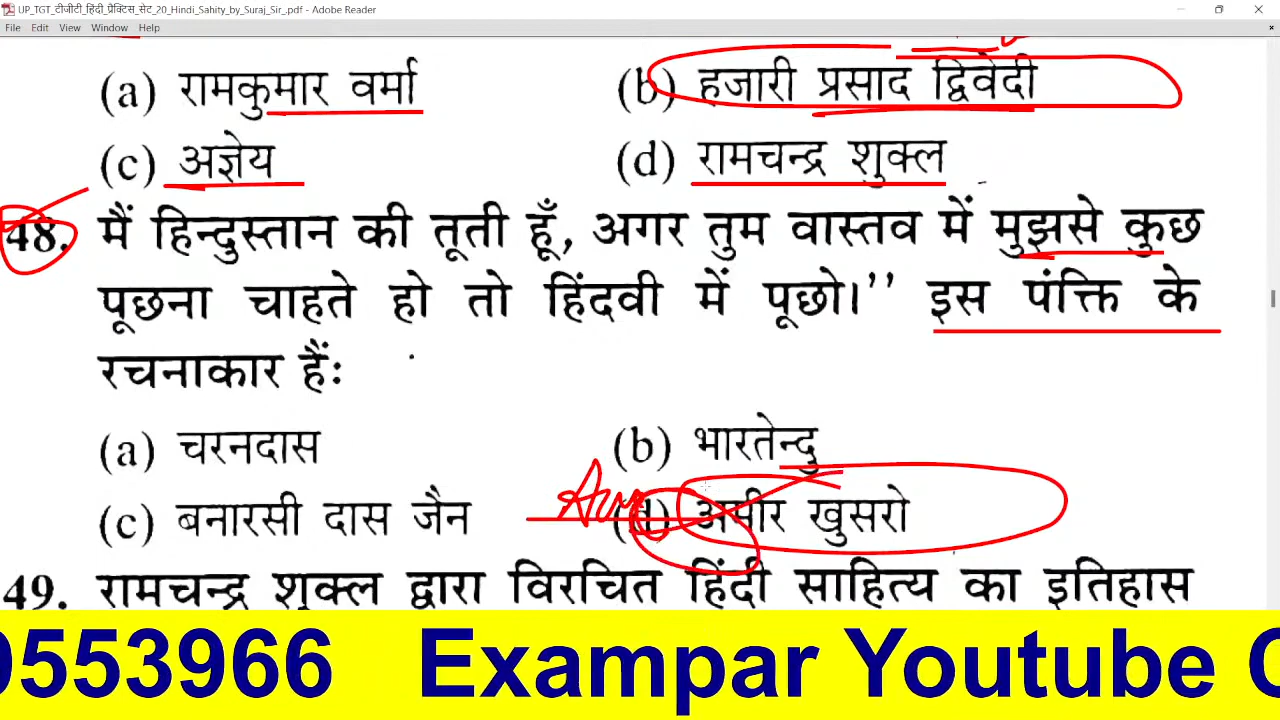 UP_TGT_टीजीटी_हिंदी_प्रैक्टिस_सेट_20_Hindi_Sahity_by_Suraj_Sir_.pdf - Adobe Reader
File Edit View Window Help
(a) रामकुमार वर्मा (b) हजारी प्रसाद द्विवेदी
(c) अज्ञेय (d) रामचन्द्र शुक्ल
48. मैं हिन्दुस्तान की तूती हूँ, अगर तुम वास्तव में मुझसे कुछ
पूछना चाहते हो तो हिंदवी में पूछो।’’ इस पंक्ति के
रचनाकार हैंः
(a) चरनदास (b) भारतेन्दु
(c) बनारसी दास जैन (d) अमीर खुसरो
49. रामचन्द्र शुक्ल द्वारा विरचित हिंदी साहित्य का इतिहास
9553966 Exampar Youtube